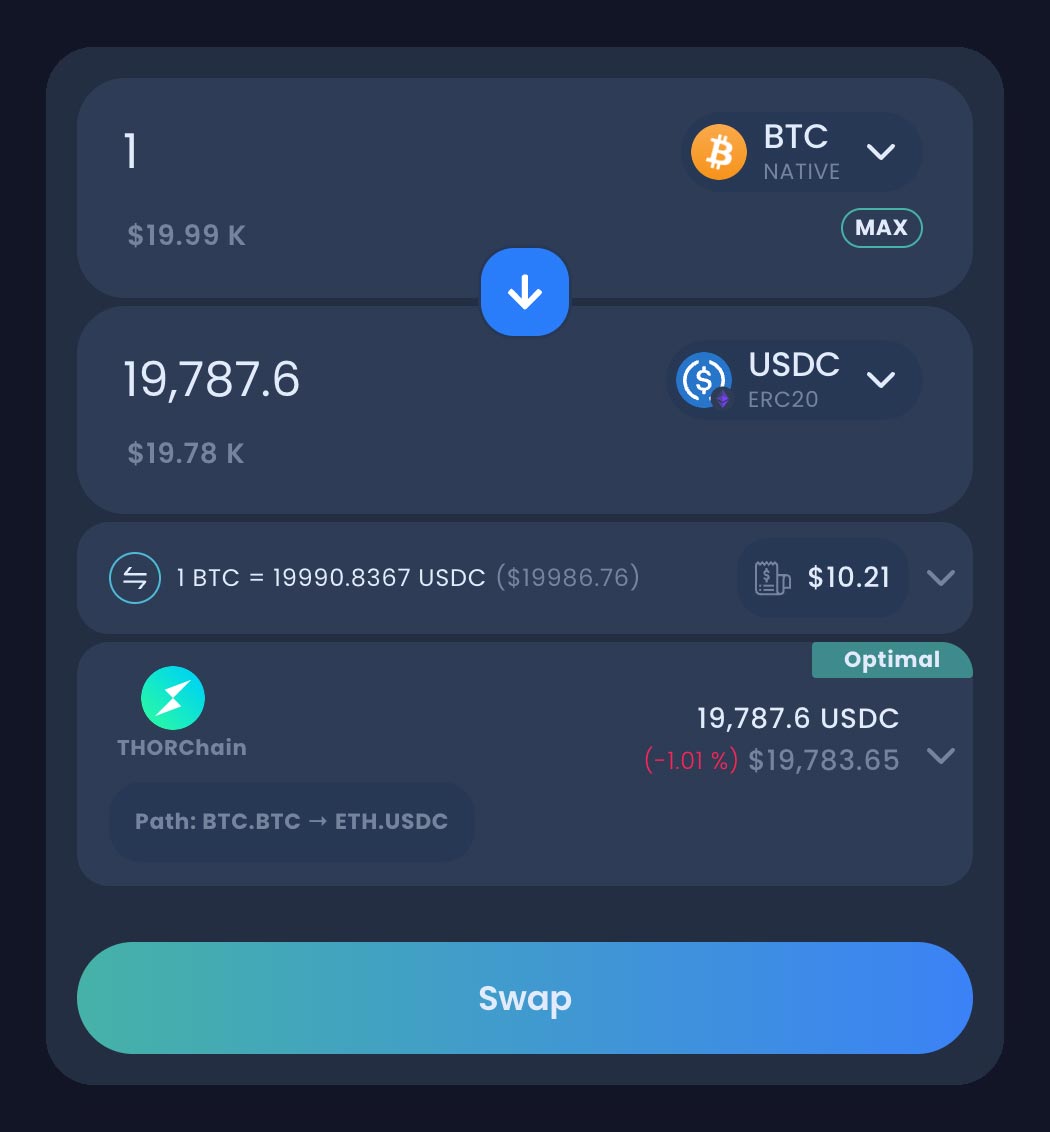 1
BTC
NATIVE
$19.99 K
MAX
19,787.6
USDC
ERC20
$19.78 K
1 BTC = 19990.8367 USDC ($19986.76)
$10.21
Optimal
THORChain
19,787.6 USDC
(-1.01 %) $19,783.65
Path: BTC.BTC → ETH.USDC
Swap